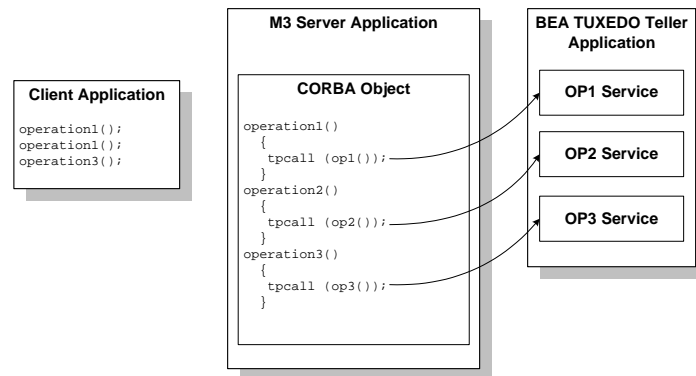 Client Application
operation1();
operation1();
operation3();
M3 Server Application
CORBA Object
operation1()
{
tpcall (op1());
}
operation2()
{
tpcall (op2());
}
operation3()
{
tpcall (op3());
}
BEA TUXEDO Teller
Application
OP1 Service
OP2 Service
OP3 Service